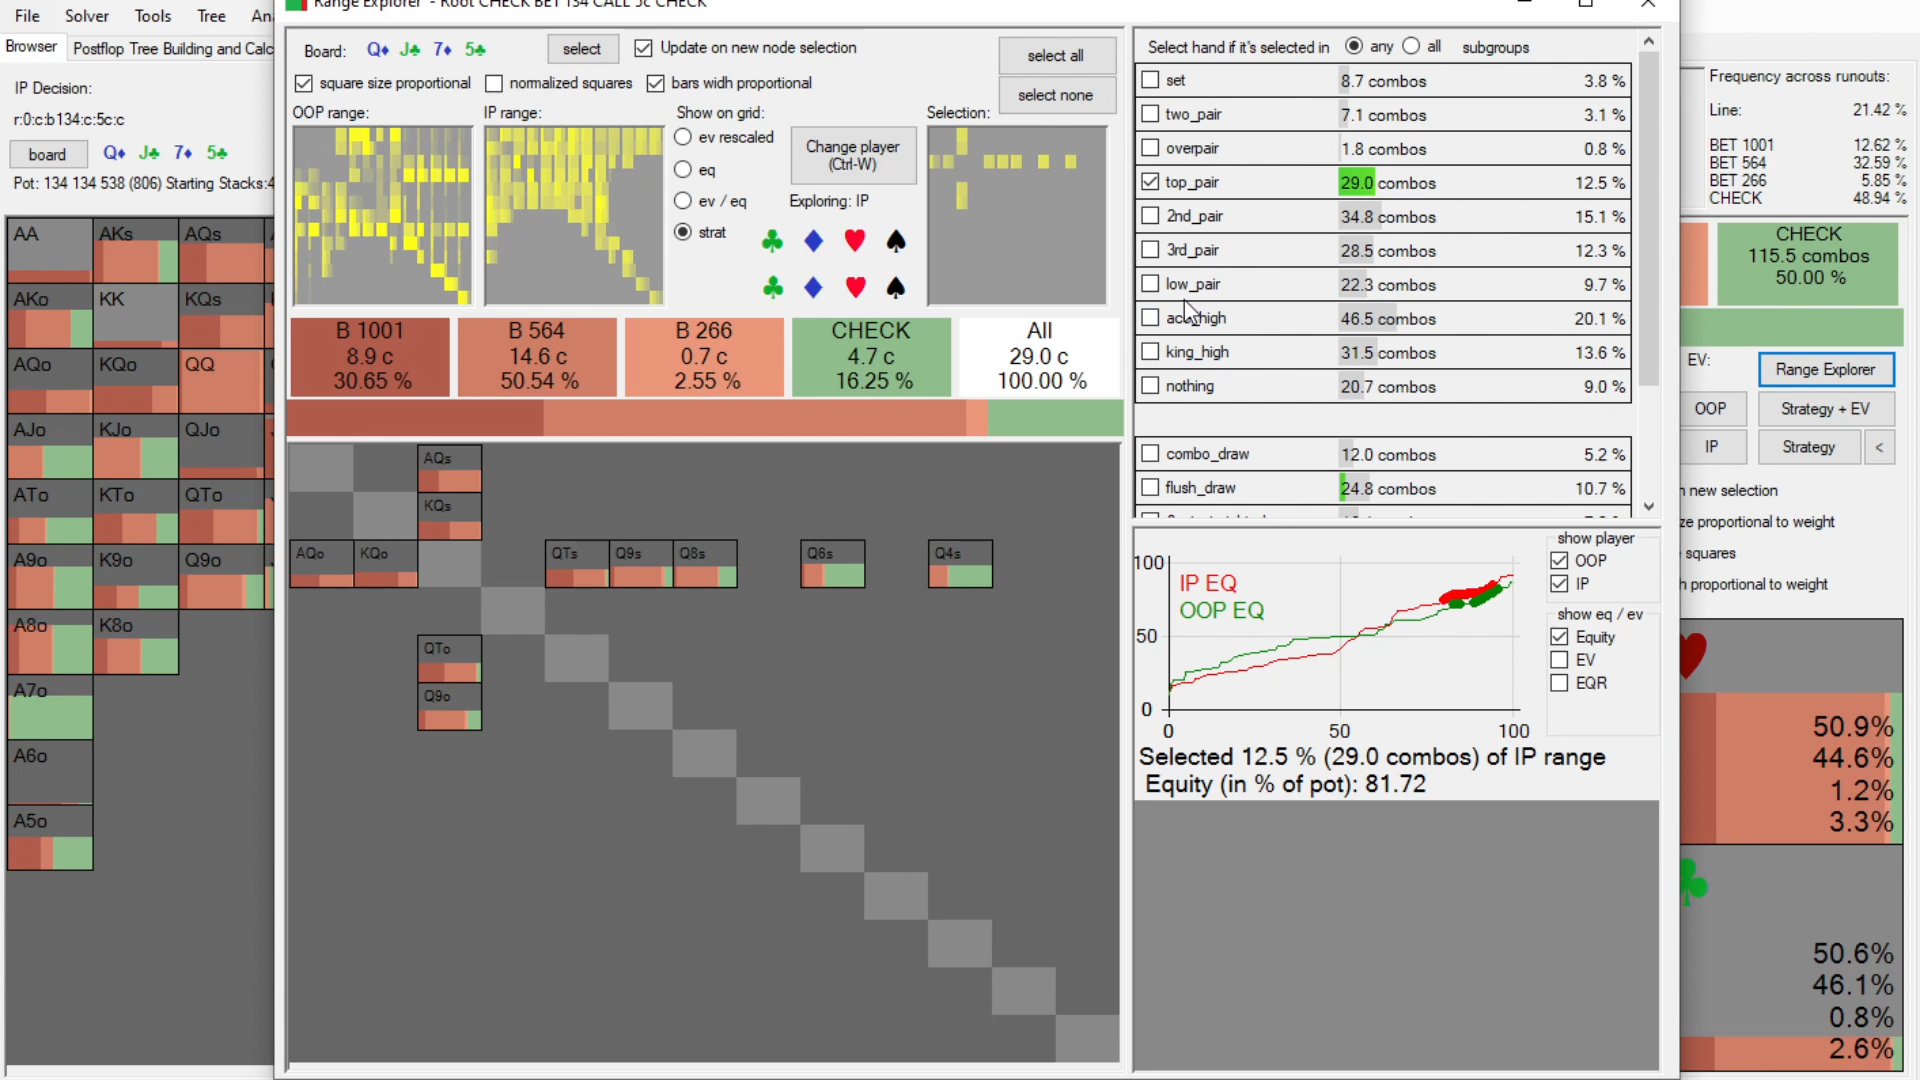 File Solver Tools Tree
Range Explorer - Root CHECK BET 134 CALL 5c CHECK
Browser Postflop Tree Building and Calc
IP Decision:
r:0:c:b134:c:5c:c
board Q♦ J♣ 7♦ 5♣
Pot: 134 134 538 (806) Starting Stacks:4
AA AKs AQs
AKo KK KQs
AQo KQo QQ
AJo KJo QJo
ATo KTo QTo
A9o K9o Q9o
A8o K8o
A7o
A6o
A5o
Board: Q♦ J♣ 7♦ 5♣ select Update on new node selection
select all
square size proportional normalized squares bars widh proportional
select none
OOP range: IP range: Show on grid: Selection:
ev rescaled
eq
ev / eq
strat
Change player
(Ctrl-W)
Exploring: IP
♣ ♦ ♥ ♠
♣ ♦ ♥ ♠
B 1001 B 564 B 266 CHECK All
8.9 c 14.6 c 0.7 c 4.7 c 29.0 c
30.65 % 50.54 % 2.55 % 16.25 % 100.00 %
AQs
KQs
AQo KQo QTs Q9s Q8s Q6s Q4s
QTo
Q9o
Select hand if it's selected in any all subgroups
set 8.7 combos 3.8 %
two_pair 7.1 combos 3.1 %
overpair 1.8 combos 0.8 %
top_pair 29.0 combos 12.5 %
2nd_pair 34.8 combos 15.1 %
3rd_pair 28.5 combos 12.3 %
low_pair 22.3 combos 9.7 %
46.5 combos 20.1 %
king_high 31.5 combos 13.6 %
nothing 20.7 combos 9.0 %
combo_draw 12.0 combos 5.2 %
flush_draw 24.8 combos 10.7 %
100
50
0
0 50 100
IP EQ
OOP EQ
show player
OOP
IP
show eq / ev
Equity
EV
EQR
Selected 12.5 % (29.0 combos) of IP range
Equity (in % of pot): 81.72
Frequency across runouts:
Line: 21.42 %
BET 1001 12.62 %
BET 564 32.59 %
BET 266 5.85 %
CHECK 48.94 %
CHECK
115.5 combos
50.00 %
EV: Range Explorer
OOP Strategy + EV
IP Strategy <
new selection
ze proportional to weight
squares
h proportional to weight
50.9%
44.6%
1.2%
3.3%
50.6%
46.1%
0.8%
2.6%